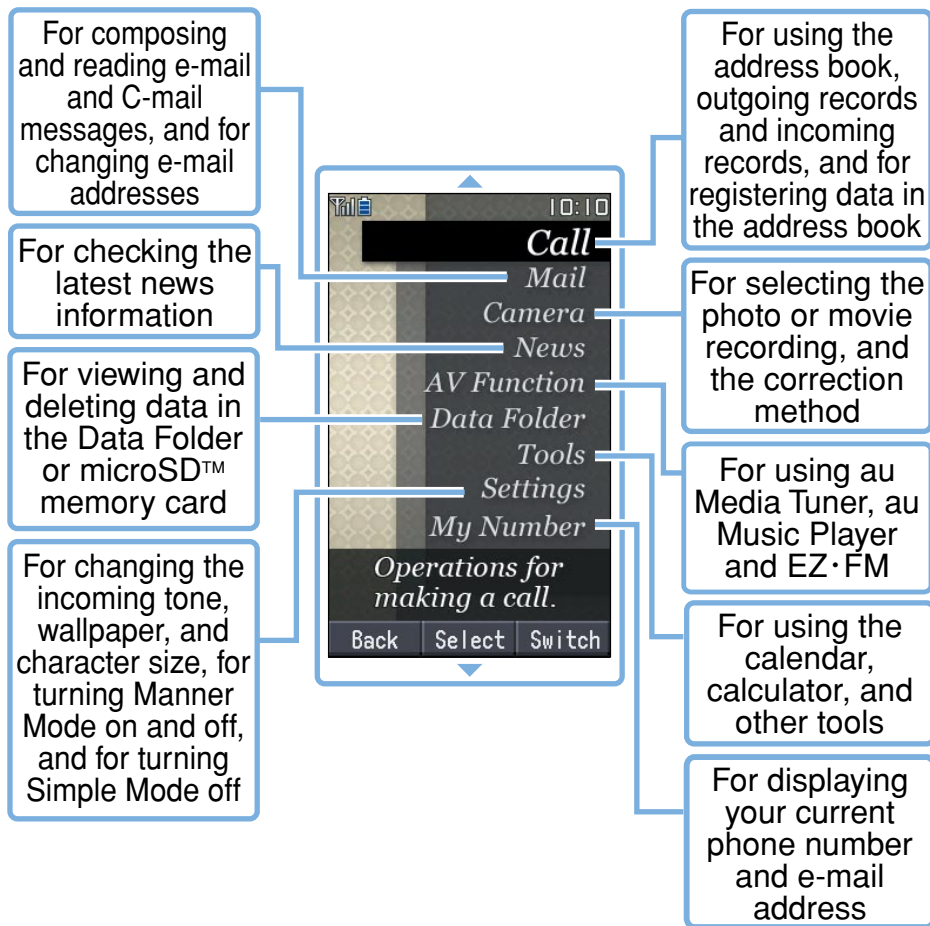 For composing
and reading e-mail
and C-mail
messages, and for
changing e-mail
addresses
For checking the
latest news
information
For viewing and
deleting data in
the Data Folder
or microSD™
memory card
For changing the
incoming tone,
wallpaper, and
character size, for
turning Manner
Mode on and off,
and for turning
Simple Mode off
10:10
Call
Mail
Camera
News
AV Function
Data Folder
Tools
Settings
My Number
Operations for
making a call.
Back Select Switch
For using the
address book,
outgoing records
and incoming
records, and for
registering data in
the address book
For selecting the
photo or movie
recording, and
the correction
method
For using au
Media Tuner, au
Music Player
and EZ・FM
For using the
calendar,
calculator, and
other tools
For displaying
your current
phone number
and e-mail
address